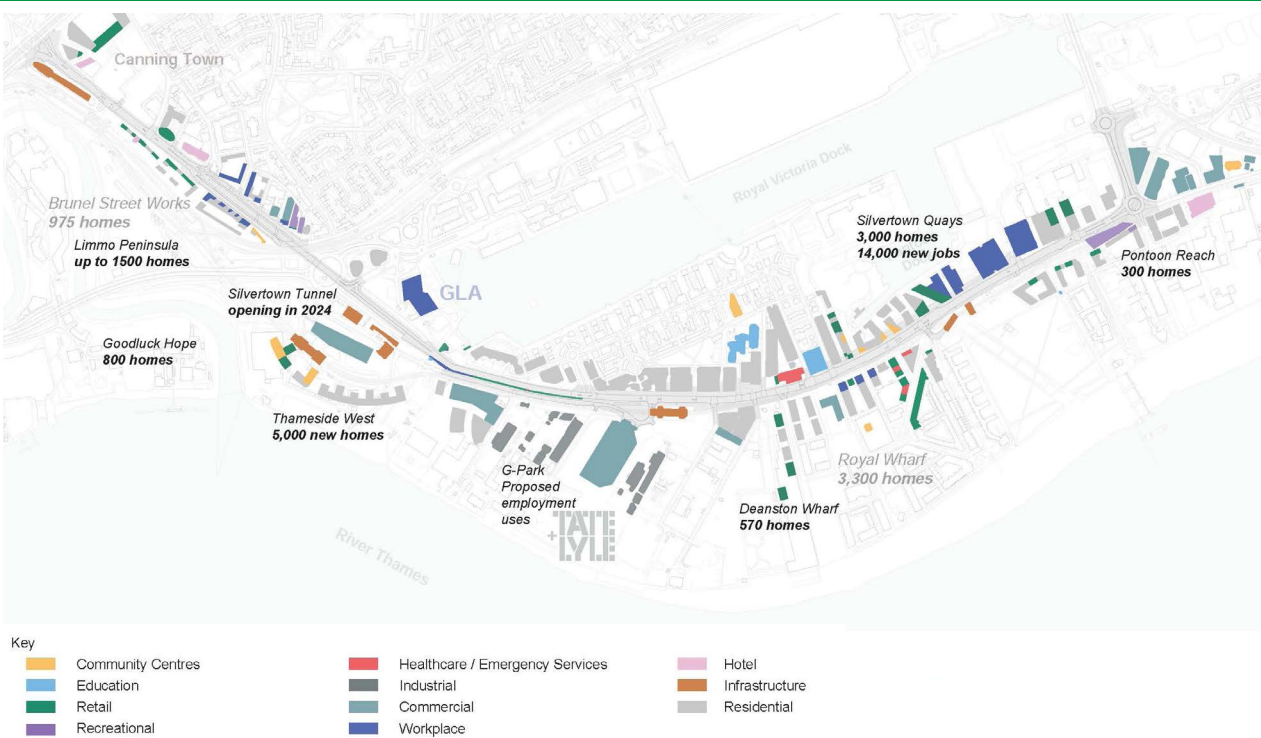 Canning Town
Royal Victoria Dock
Brunel Street Works
975 homes
Limmo Peninsula
up to 1500 homes
Silvertown Quays
3,000 homes
14,000 new jobs
Pontoon Reach
300 homes
Silvertown Tunnel
opening in 2024
GLA
Goodluck Hope
800 homes
Thameside West
5,000 new homes
G-Park
Proposed
employment
uses
Royal Wharf
3,300 homes
Deanston Wharf
570 homes
+TATE
LYLE
River Thames
Key
Community Centres
Education
Retail
Recreational
Healthcare / Emergency Services
Industrial
Commercial
Workplace
Hotel
Infrastructure
Residential